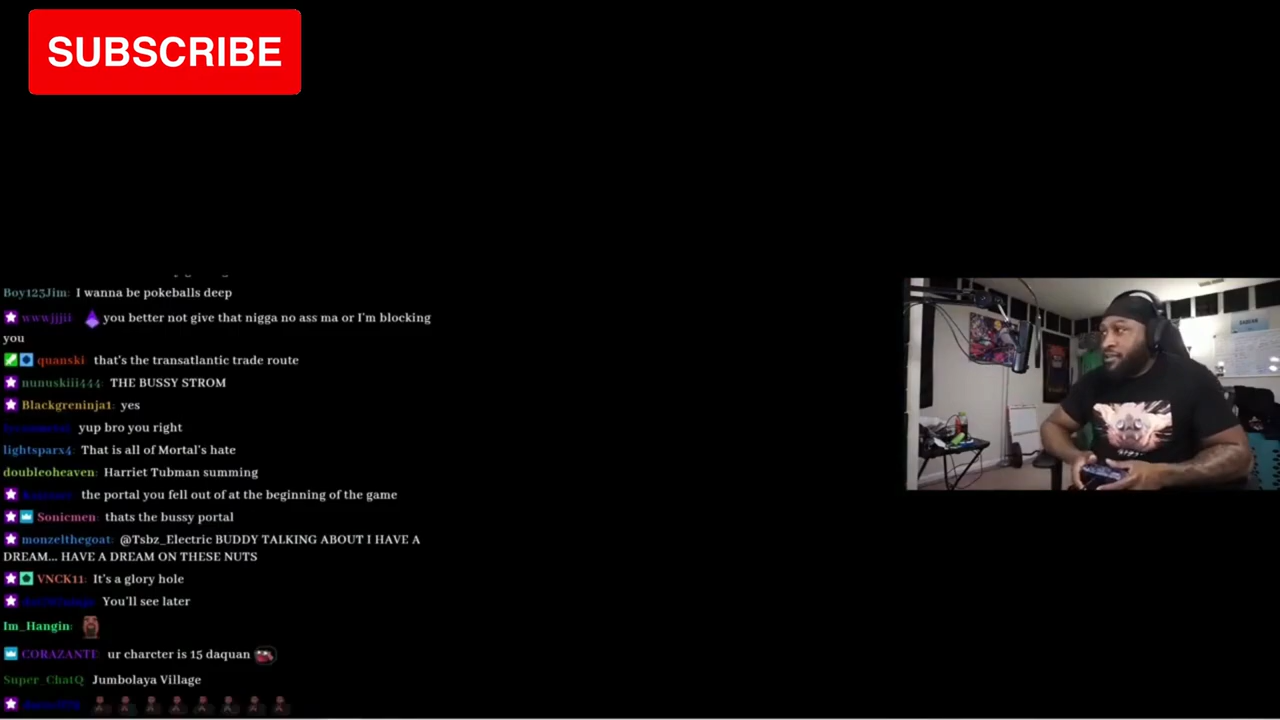 SUBSCRIBE
Boy123Jim: I wanna be pokeballs deep
wwwjjjii you better not give that nigga no ass ma or I'm blocking
you
quanski that's the transatlantic trade route
nunuskiii444: THE BUSSY STROM
Blackgreninja1: yes
yup bro you right
lightsparx4: That is all of Mortal's hate
doubleoheaven: Harriet Tubman summing
the portal you fell out of at the beginning of the game
Sonicmen: thats the bussy portal
monzelthegoat: @Tsbz_Electric BUDDY TALKING ABOUT I HAVE A
DREAM... HAVE A DREAM ON THESE NUTS
VNCK11: It's a glory hole
You'll see later
Im_Hangin:
CORAZANTE ur charcter is 15 daquan
Super_ChatQ Jumbolaya Village